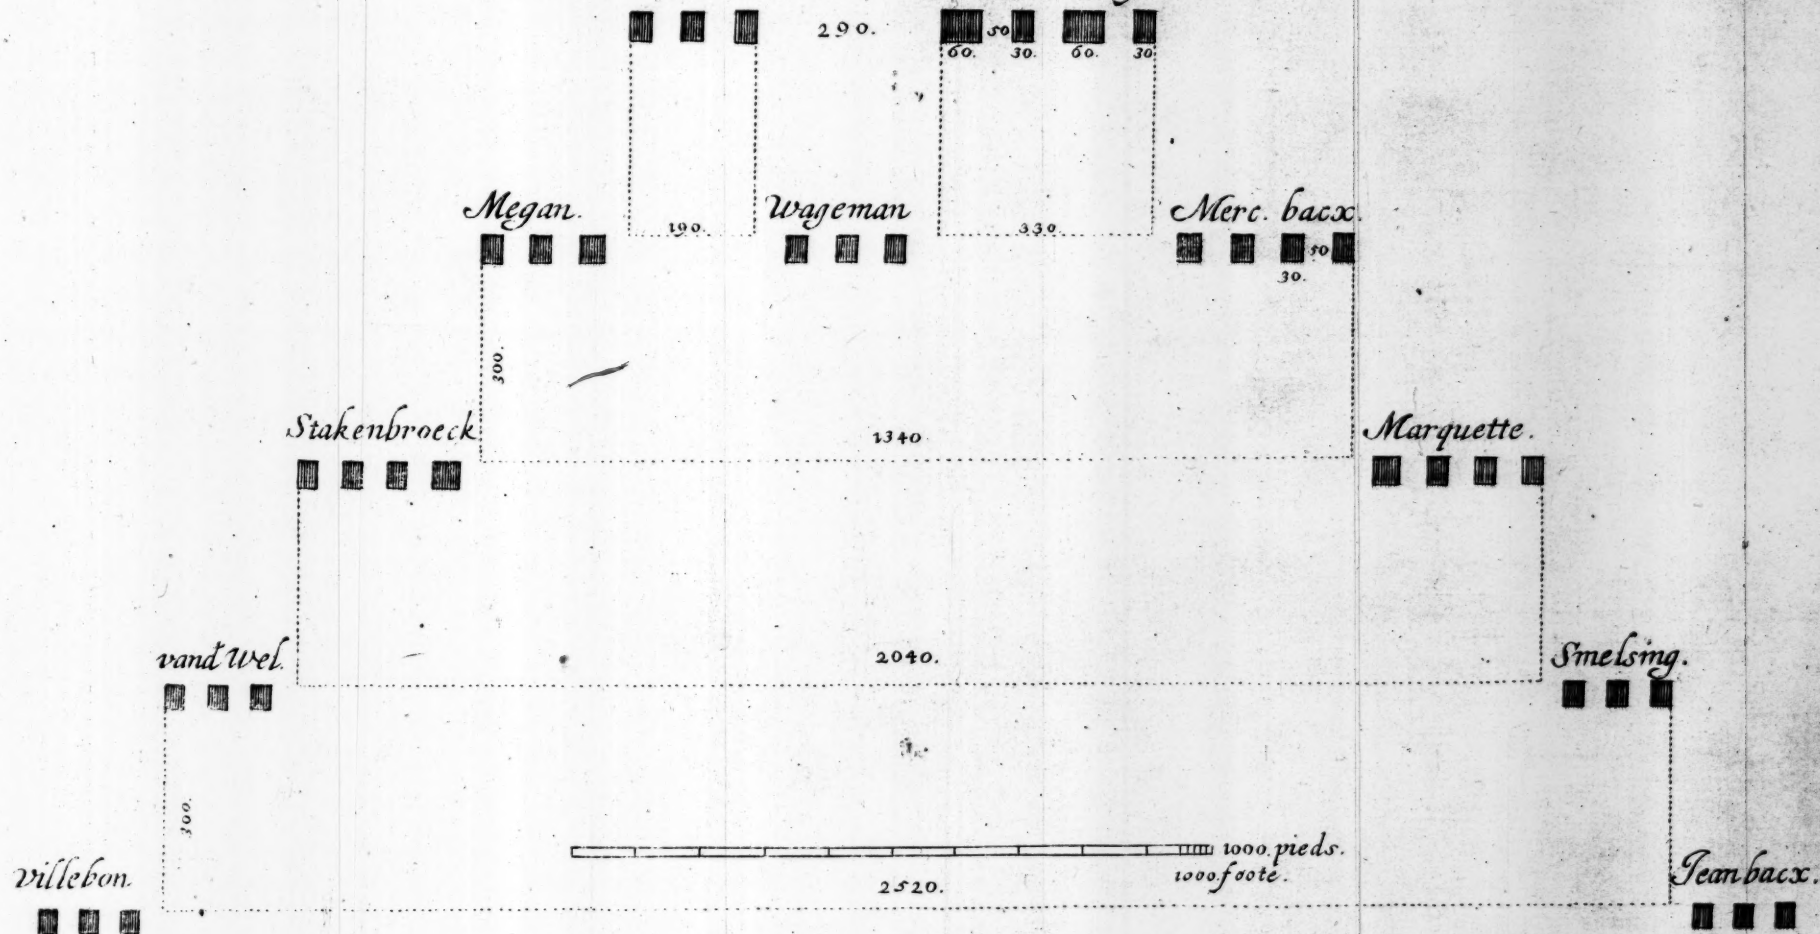 290.
50
60.
30.
60.
30
Megan.
190.
Wageman
330.
Merc. bacx.
50
30.
300.
Stakenbroeck
1340
Marquette.
vand Wel.
2040.
Smelsing.
300.
1000. pieds.
1000. foote.
Villebon.
2520.
Jean bacx.